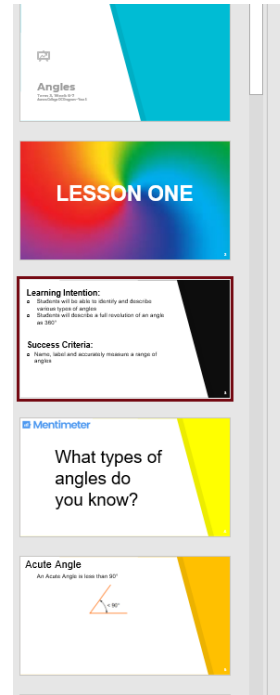 Angles
LESSON ONE
2
Learning Intention:
Students will be able to identify and describe
various types of angles
Students will describe a full revolution of an angle
as 360°
Success Criteria:
Name, label and accurately measure a range of
angles
3
Mentimeter
What types of
angles do
you know?
Acute Angle
An Acute Angle is less than 90°
< 90°